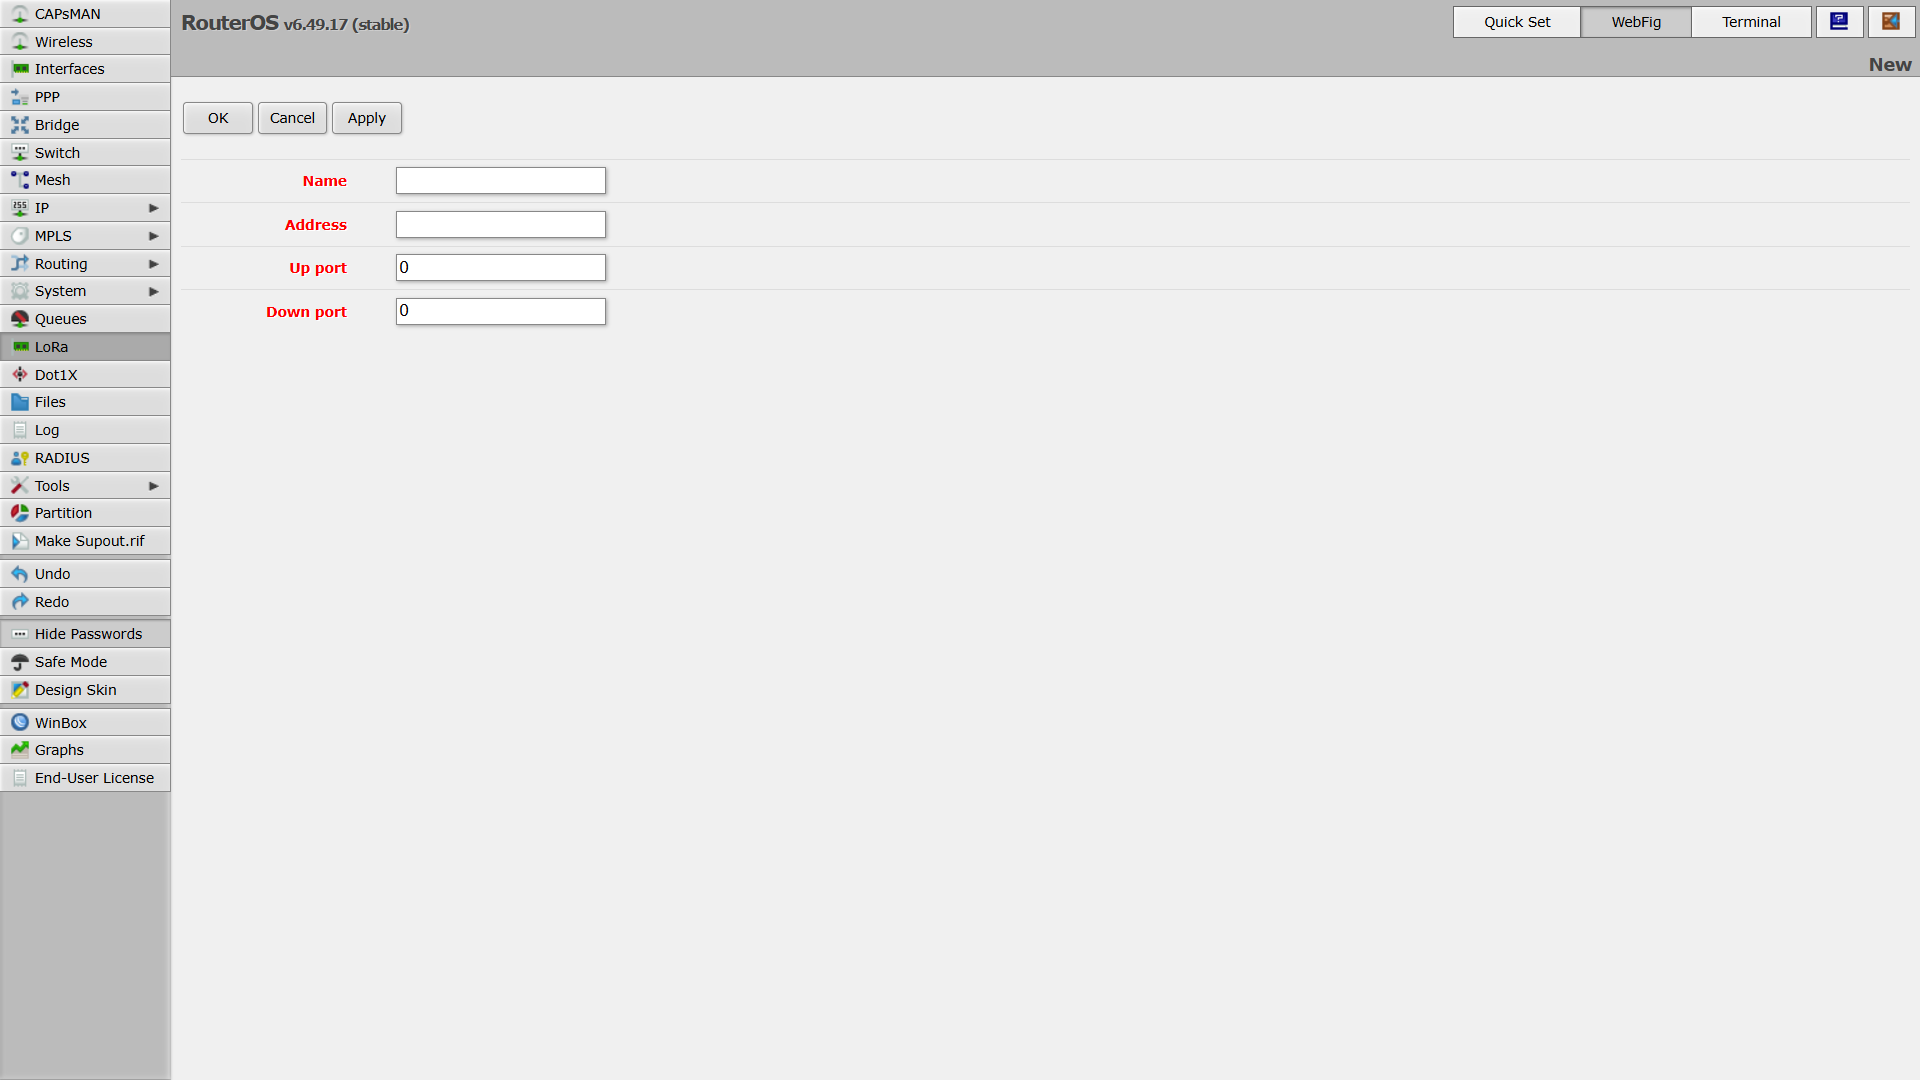 CAPsMAN
Wireless
Interfaces
PPP
Bridge
Switch
Mesh
IP
MPLS
Routing
System
Queues
LoRa
Dot1X
Files
Log
RADIUS
Tools
Partition
Make Supout.rif
Undo
Redo
Hide Passwords
Safe Mode
Design Skin
WinBox
Graphs
End-User License
RouterOS v6.49.17 (stable)
Quick Set WebFig Terminal
New
OK Cancel Apply
Name
Address
Up port 0
Down port 0